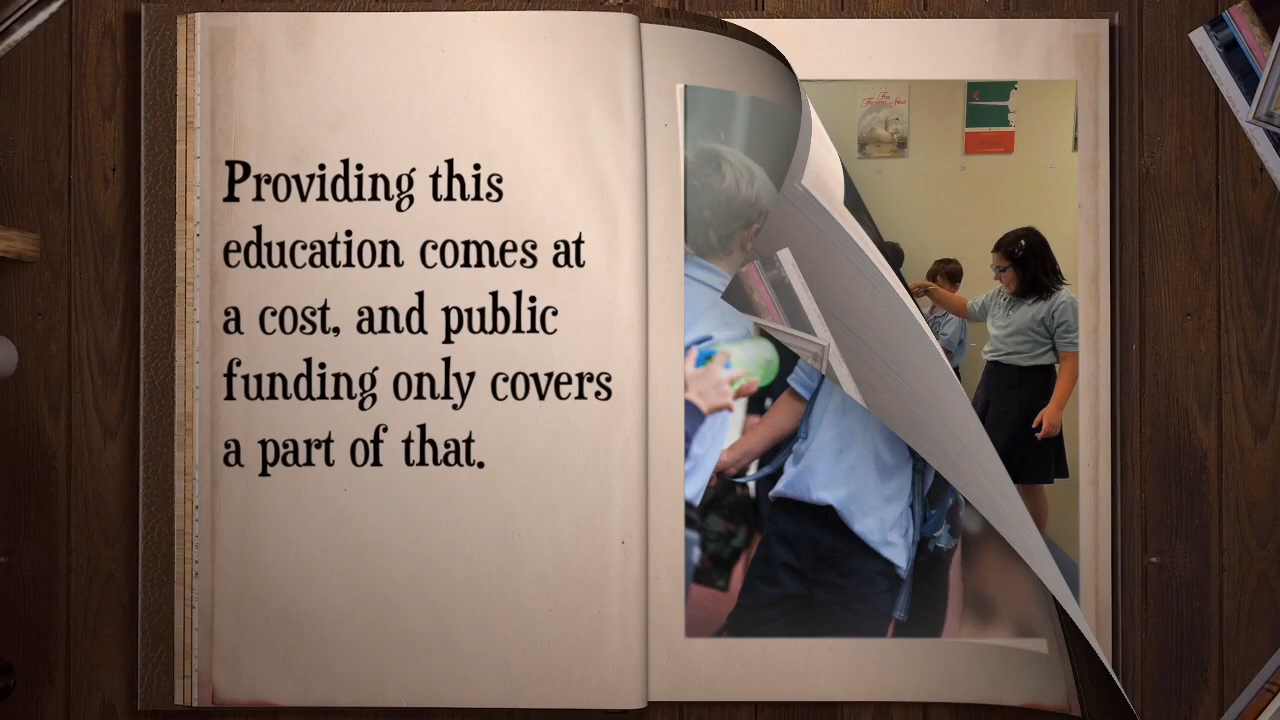 Providing this
education comes at
a cost, and public
funding only covers
a part of that.